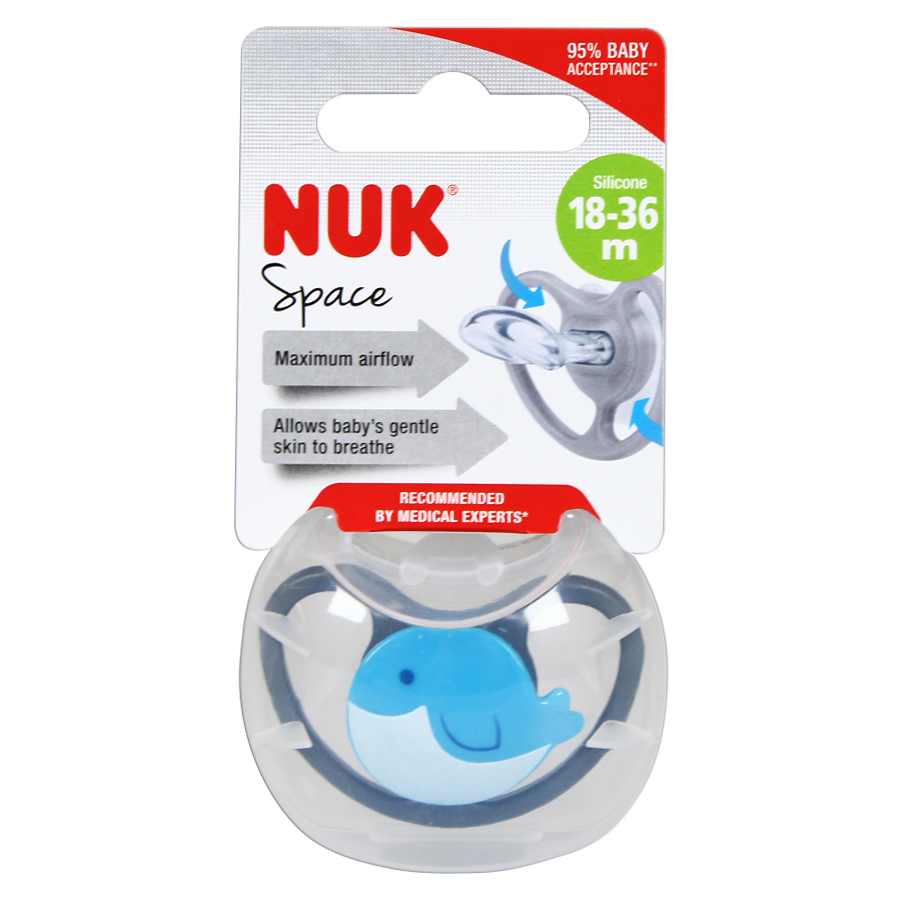 95% BABY
ACCEPTANCE**
Silicone
18-36
m
NUK®
Space
Maximum airflow
Allows baby's gentle
skin to breathe
RECOMMENDED
BY MEDICAL EXPERTS*